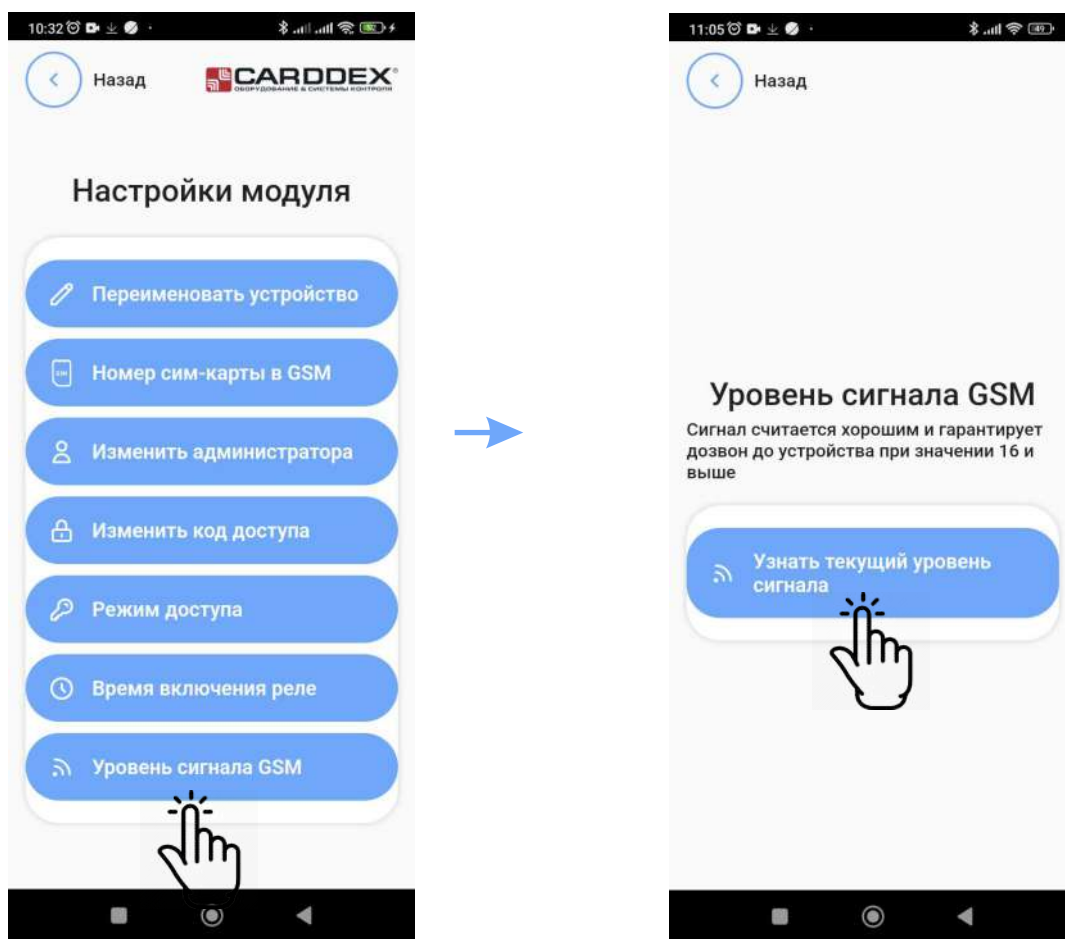 10:32
Назад
CARDDEX
ОБОРУДОВАНИЕ & СИСТЕМЫ КОНТРОЛЯ
Настройки модуля
Переименовать устройство
Номер сим-карты в GSM
Изменить администратора
Изменить код доступа
Режим доступа
Время включения реле
Уровень сигнала GSM
11:05
49
Назад
Уровень сигнала GSM
Сигнал считается хорошим и гарантирует
дозвон до устройства при значении 16 и
выше
Узнать текущий уровень
сигнала